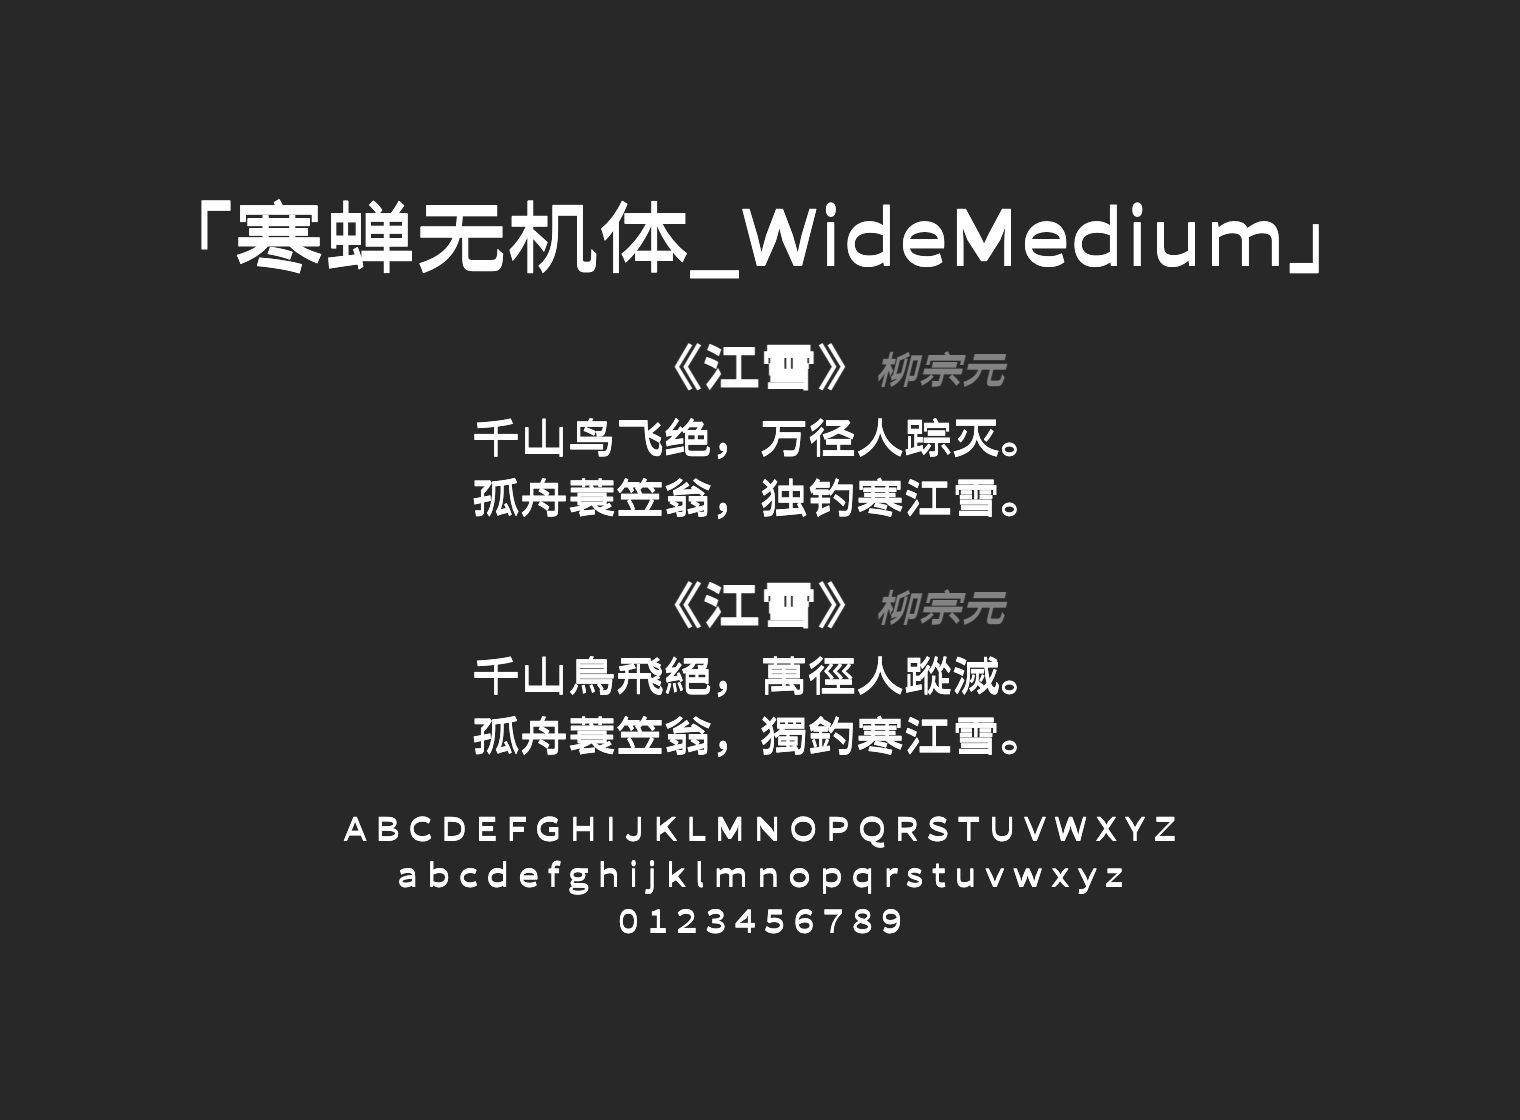 「寒蝉无机体_WideMedium」
《江雪》 柳宗元
千山鸟飞绝，万径人踪灭。
孤舟蓑笠翁，独钓寒江雪。
《江雪》 柳宗元
千山鳥飛絕，萬徑人蹤滅。
孤舟蓑笠翁，獨釣寒江雪。
A B C D E F G H I J K L M N O P Q R S T U V W X Y Z
a b c d e f g h i j k l m n o p q r s t u v w x y z
0 1 2 3 4 5 6 7 8 9